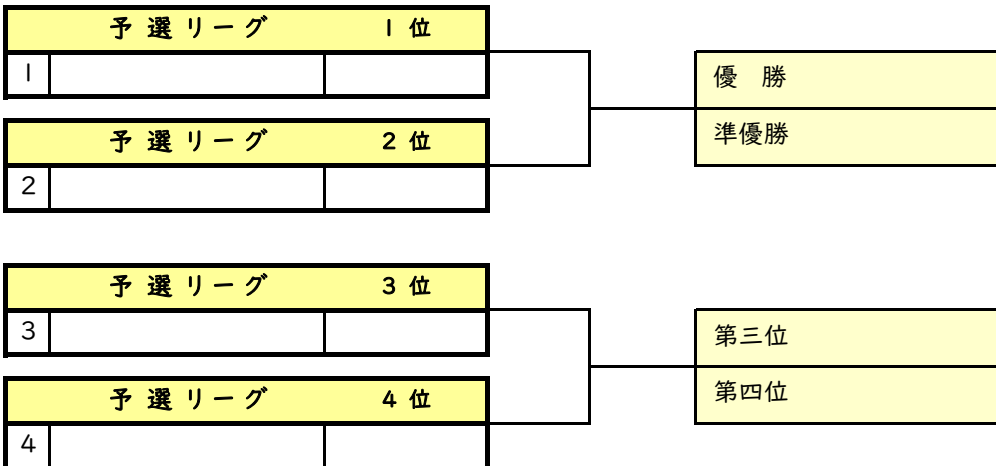 予選リーグ 1位
1
予選リーグ 2位
2
予選リーグ 3位
3
予選リーグ 4位
4
優　勝
準優勝
第三位
第四位